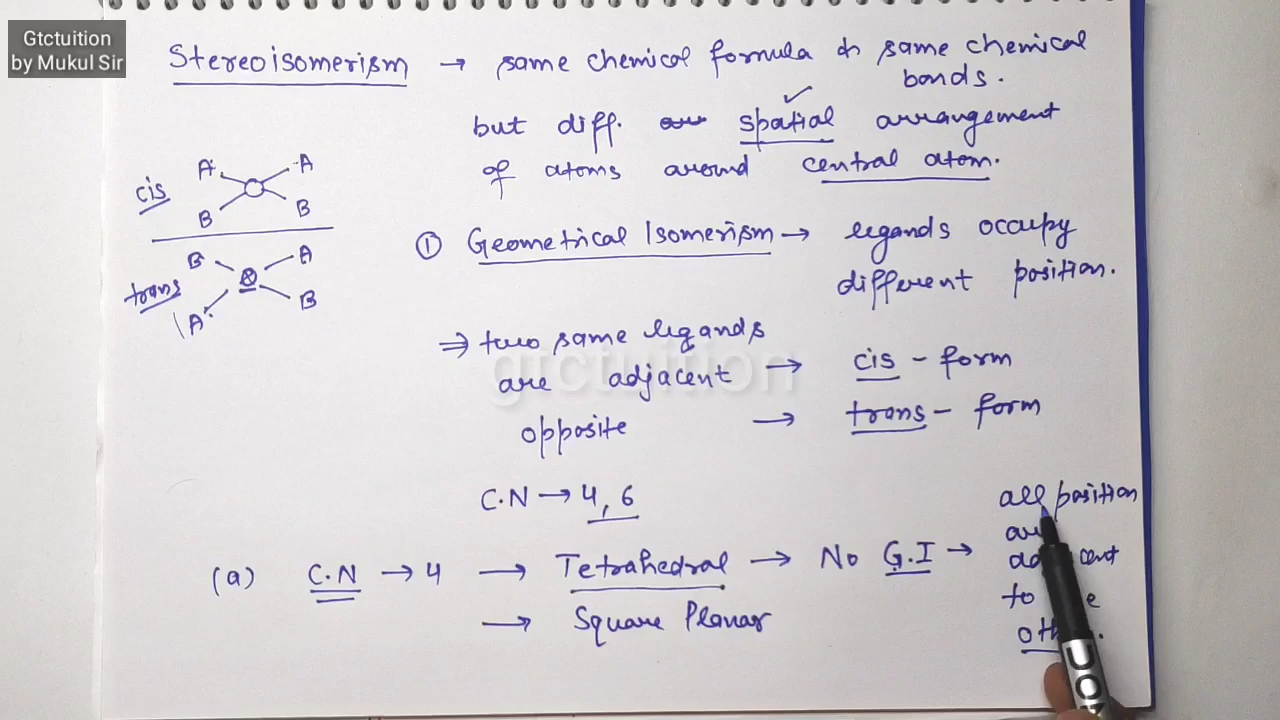 Gtctuition
by Mukul Sir
Stereoisomerism → same chemical formula & same chemical
bonds.
but diff. spatial arrangement
of atoms around central atom.
cis
A A
B B
trans
B A
A B
① Geometrical Isomerism → ligands occupy
different position.
⇒ two same ligands
are adjacent → cis - form
opposite → trans - form
gtctuition
C.N → 4, 6
(a) C.N → 4 → Tetrahedral → No G.I →
→ Square Planar
all position
to